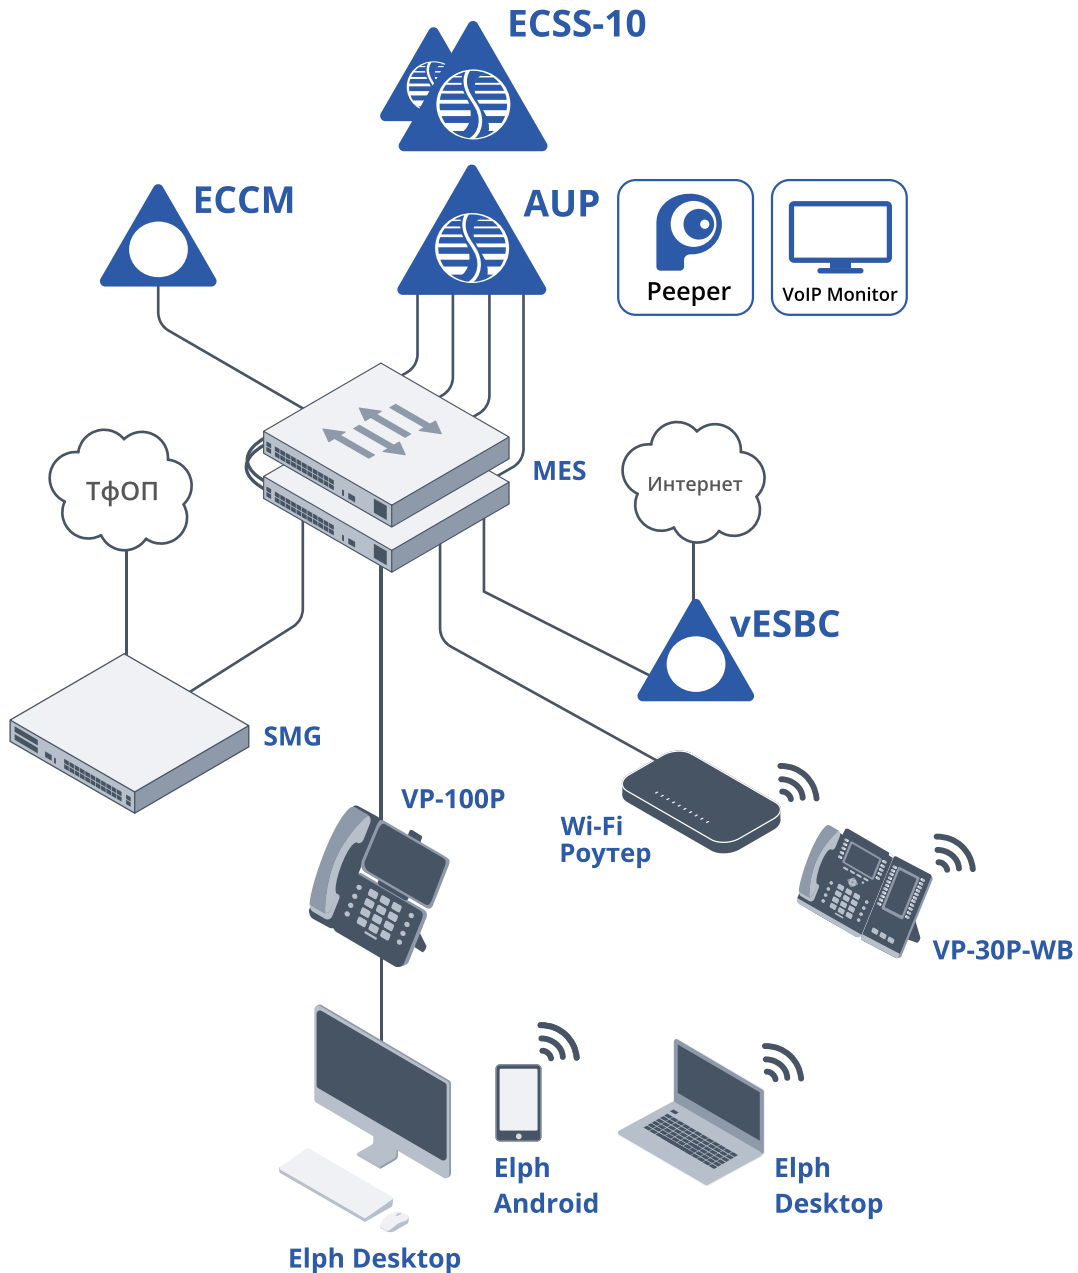 ECSS-10
ECCM
AUP
Peeper
VoIP Monitor
MES
ТфОП
Интернет
vESBC
SMG
VP-100P
Wi-Fi
Роутер
VP-30P-WB
Elph
Android
Elph
Desktop
Elph Desktop